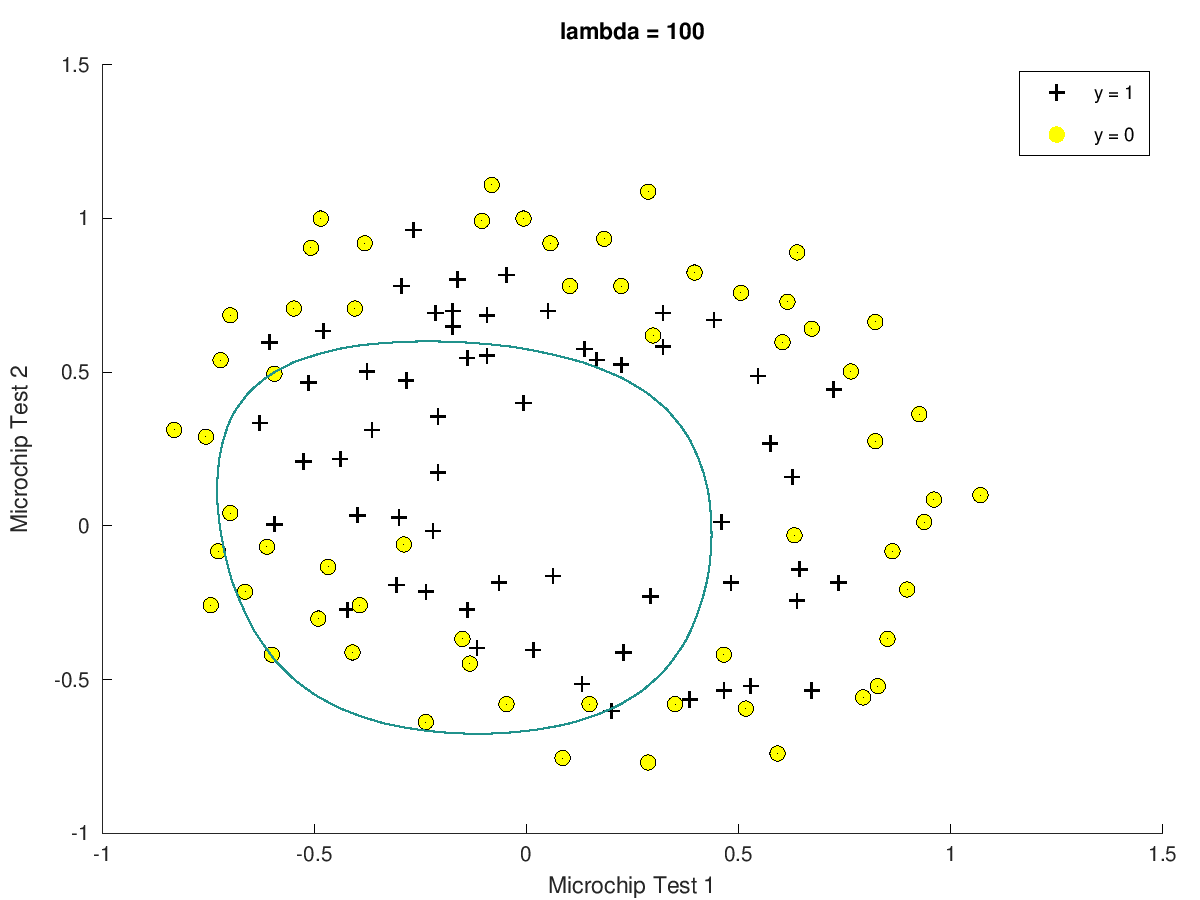 lambda = 100
y = 1
y = 0
1.5
1
0.5
0
-0.5
-1
Microchip Test 2
-1
-0.5
0
0.5
1
1.5
Microchip Test 1